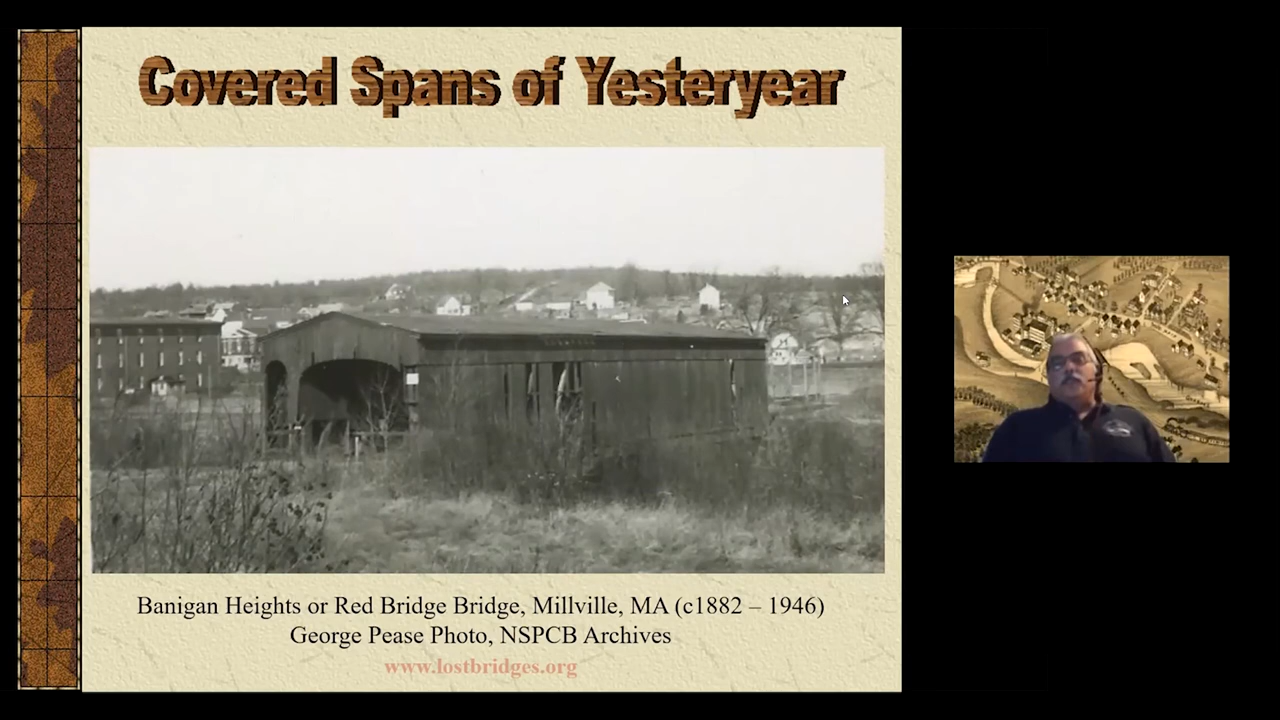 Covered Spans of Yesteryear
Banigan Heights or Red Bridge Bridge, Millville, MA (c1882 – 1946)
George Pease Photo, NSPCB Archives
www.lostbridges.org